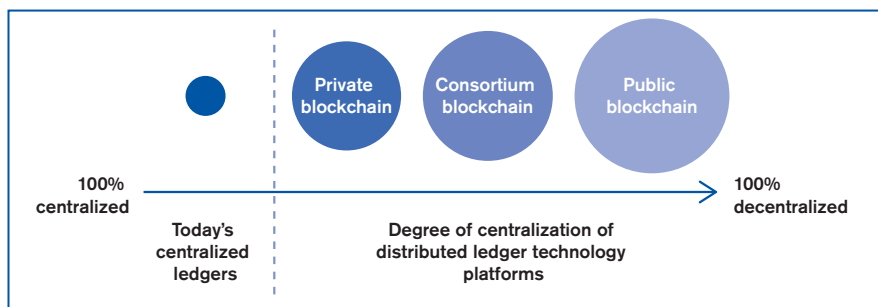 Private
blockchain
Consortium
blockchain
Public
blockchain
100%
centralized
100%
decentralized
Today's
centralized
ledgers
Degree of centralization of
distributed ledger technology
platforms